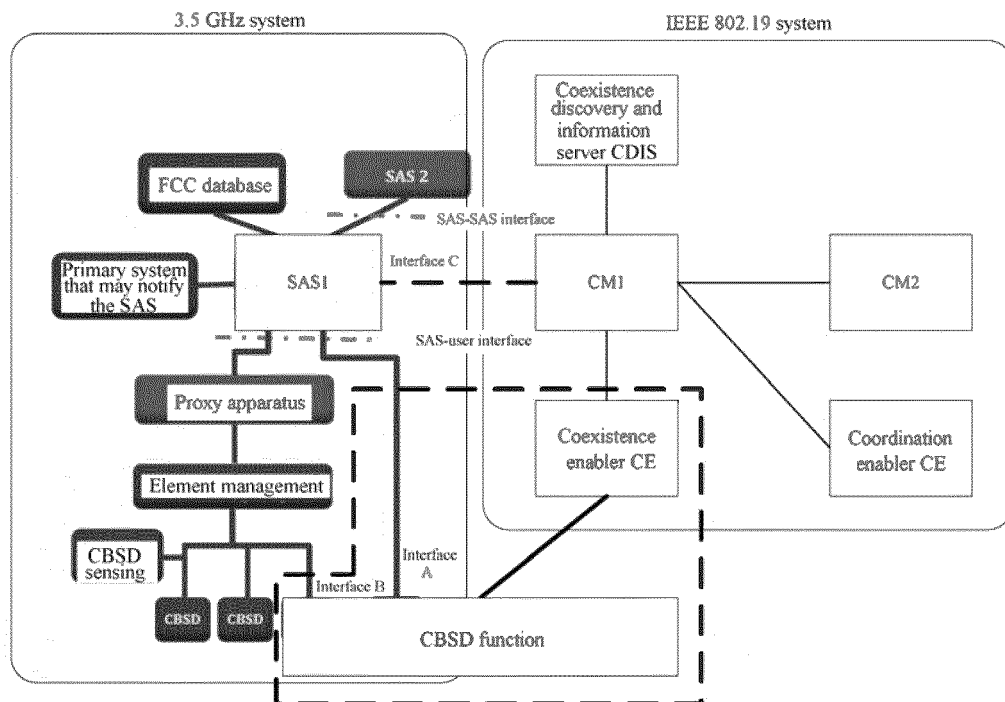 3.5 GHz system
IEEE 802.19 system
Coexistence
discovery and
information
server CDIS
FCC database
SAS 2
SAS-SAS interface
Primary system
that may notify
the SAS
SAS1
Interface C
CM1
CM2
SAS-user interface
Proxy apparatus
Coexistence
enabler CE
Coordination
enabler CE
Element management
CBSD
sensing
Interface
A
Interface B
CBSD
CBSD
CBSD function